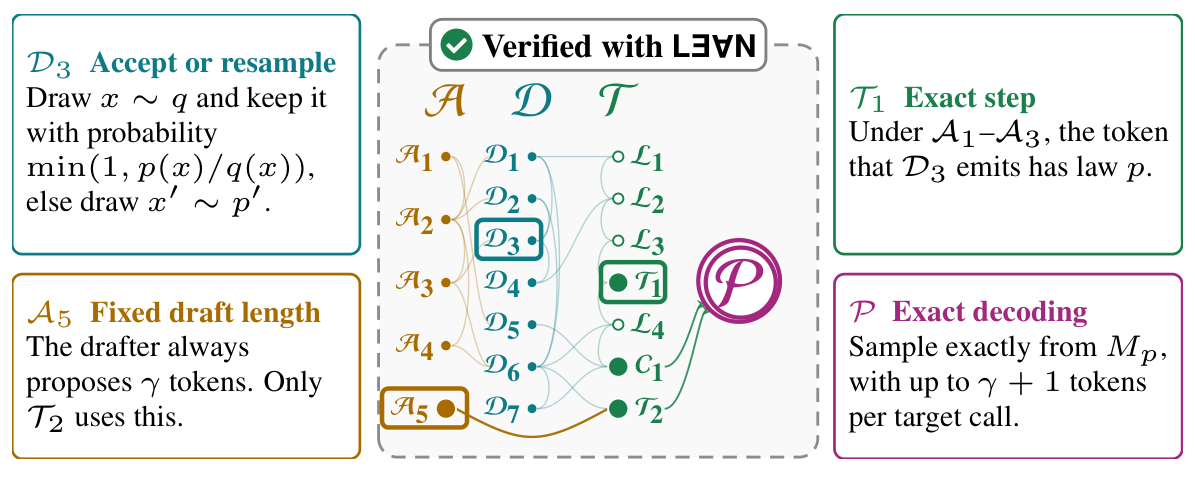 𝒟₃ Accept or resample
Draw x ∼ q and keep it
with probability
min(1, p(x)/q(x)),
else draw x′ ∼ p′.
𝒜₅ Fixed draft length
The drafter always
proposes γ tokens. Only
𝒯₂ uses this.
Verified with L∃∀N
𝒜 𝒟 𝒯
𝒜₁
𝒜₂
𝒜₃
𝒜₄
𝒜₅
𝒟₁
𝒟₂
𝒟₃
𝒟₄
𝒟₅
𝒟₆
𝒟₇
ℒ₁
ℒ₂
ℒ₃
𝒯₁
ℒ₄
𝒞₁
𝒯₂
𝒫
𝒯₁ Exact step
Under 𝒜₁–𝒜₃, the token
that 𝒟₃ emits has law p.
𝒫 Exact decoding
Sample exactly from Mₚ,
with up to γ + 1 tokens
per target call.